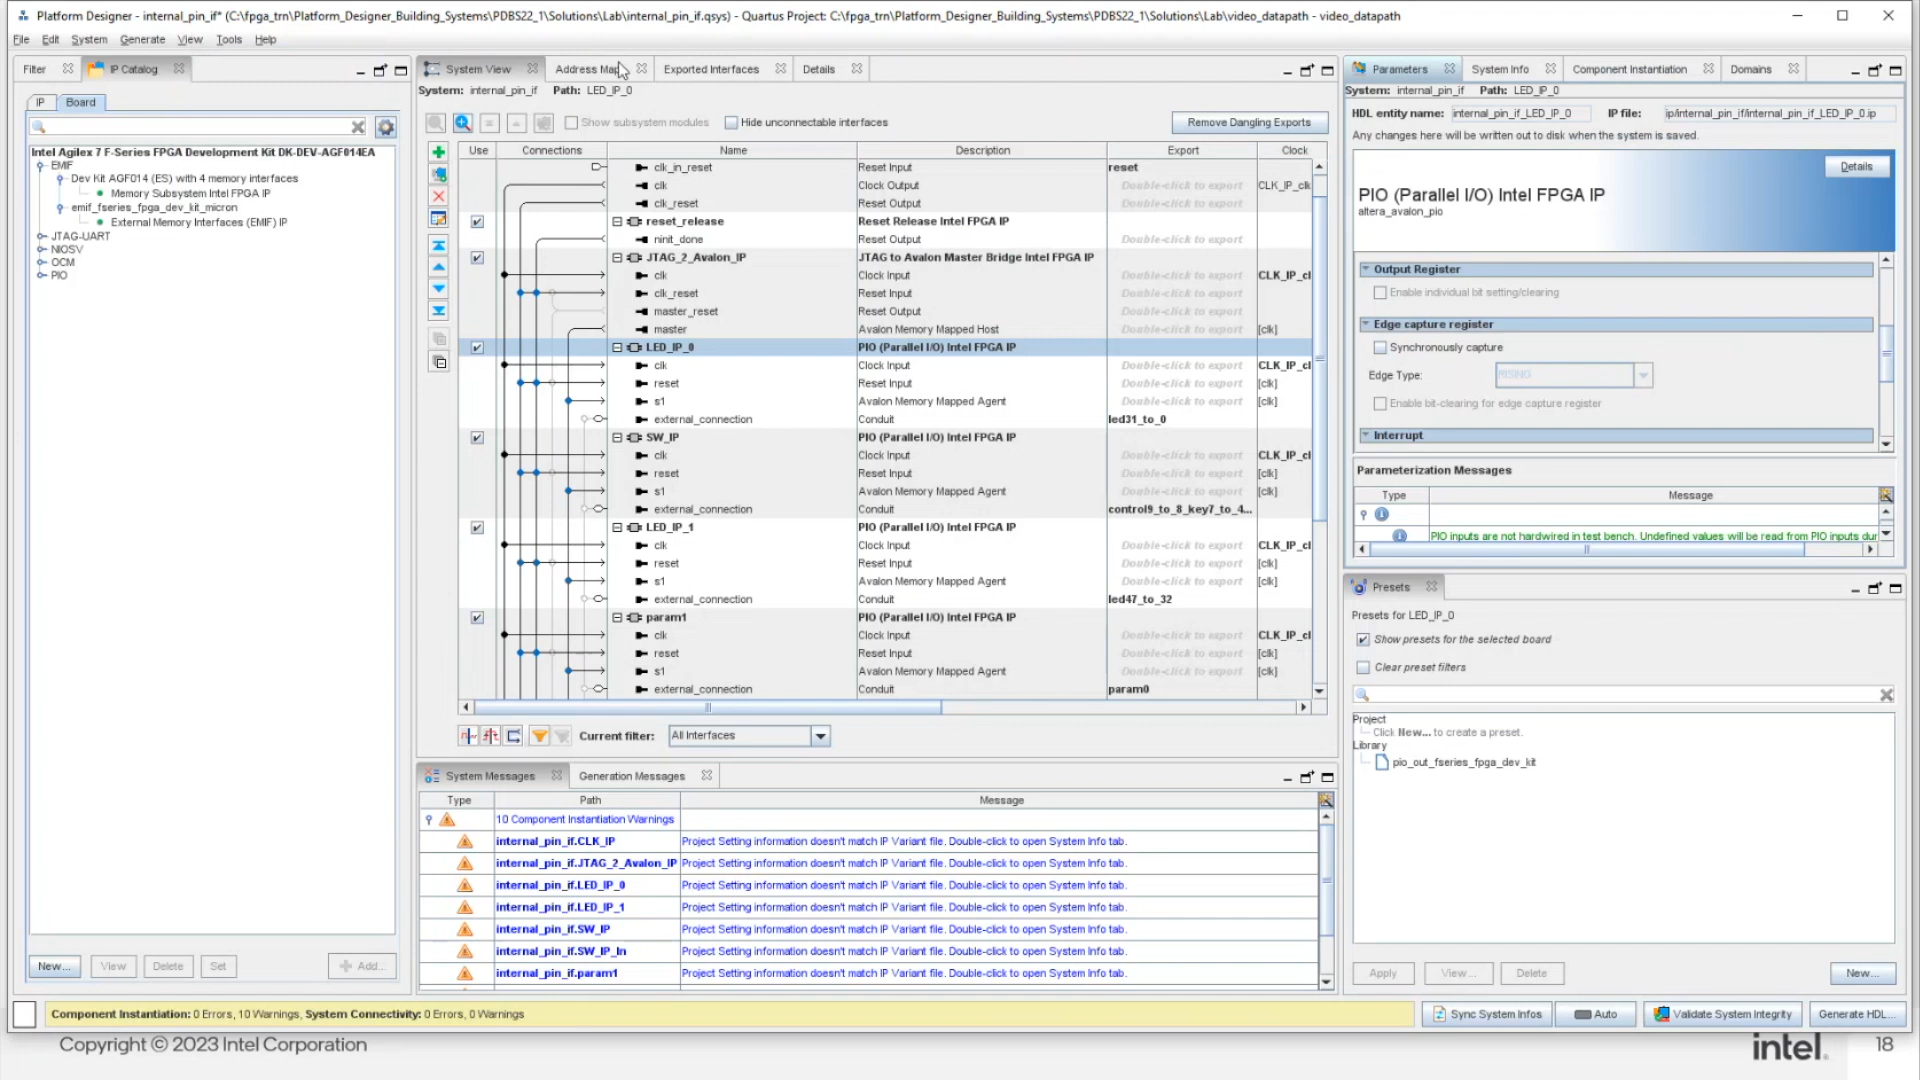 Platform Designer - internal_pin_if* (C:\fpga_trn\Platform_Designer_Building_Systems\PDBS22_1\Solutions\Lab\internal_pin_if.qsys) - Quartus Project: C:\fpga_trn\Platform_Designer_Building_Systems\PDBS22_1\Solutions\Lab\video_datapath - video_datapath
File Edit System Generate View Tools Help
Filter IP Catalog
IP Board
Intel Agilex 7 F-Series FPGA Development Kit DK-DEV-AGF014EA
EMIF
Dev Kit AGF014 (ES) with 4 memory interfaces
Memory Subsystem Intel FPGA IP
emif_fseries_fpga_dev_kit_micron
External Memory Interfaces (EMIF) IP
JTAG-UART
NIOSV
OCM
PIO
New... View Delete Set Add...
System View Address Map Exported Interfaces Details
System: internal_pin_if Path: LED_IP_0
Show subsystem modules Hide unconnectable interfaces Remove Dangling Exports
Use Connections Name Description Export Clock
clk_in_reset Reset Input reset
clk Clock Output Double-click to export CLK_IP_clk
clk_reset Reset Output Double-click to export
reset_release Reset Release Intel FPGA IP
ninit_done Reset Output Double-click to export
JTAG_2_Avalon_IP JTAG to Avalon Master Bridge Intel FPGA IP
clk Clock Input Double-click to export CLK_IP_cl
clk_reset Reset Input Double-click to export
master_reset Reset Output Double-click to export
master Avalon Memory Mapped Host Double-click to export [clk]
LED_IP_0 PIO (Parallel I/O) Intel FPGA IP
clk Clock Input Double-click to export CLK_IP_cl
reset Reset Input Double-click to export [clk]
s1 Avalon Memory Mapped Agent Double-click to export [clk]
external_connection Conduit led31_to_0
SW_IP PIO (Parallel I/O) Intel FPGA IP
clk Clock Input Double-click to export CLK_IP_cl
reset Reset Input Double-click to export [clk]
s1 Avalon Memory Mapped Agent Double-click to export [clk]
external_connection Conduit control9_to_8_key7_to_4...
LED_IP_1 PIO (Parallel I/O) Intel FPGA IP
clk Clock Input Double-click to export CLK_IP_cl
reset Reset Input Double-click to export [clk]
s1 Avalon Memory Mapped Agent Double-click to export [clk]
external_connection Conduit led47_to_32
param1 PIO (Parallel I/O) Intel FPGA IP
clk Clock Input Double-click to export CLK_IP_cl
reset Reset Input Double-click to export [clk]
s1 Avalon Memory Mapped Agent Double-click to export [clk]
external_connection Conduit param0
Current filter: All Interfaces
System Messages Generation Messages
Type Path Message
10 Component Instantiation Warnings
internal_pin_if.CLK_IP Project Setting information doesn't match IP Variant file. Double-click to open System Info tab.
internal_pin_if.JTAG_2_Avalon_IP Project Setting information doesn't match IP Variant file. Double-click to open System Info tab.
internal_pin_if.LED_IP_0 Project Setting information doesn't match IP Variant file. Double-click to open System Info tab.
internal_pin_if.LED_IP_1 Project Setting information doesn't match IP Variant file. Double-click to open System Info tab.
internal_pin_if.SW_IP Project Setting information doesn't match IP Variant file. Double-click to open System Info tab.
internal_pin_if.SW_IP_In Project Setting information doesn't match IP Variant file. Double-click to open System Info tab.
internal_pin_if.param1 Project Setting information doesn't match IP Variant file. Double-click to open System Info tab.
Parameters System Info Component Instantiation Domains
System: internal_pin_if Path: LED_IP_0
HDL entity name: internal_pin_if_LED_IP_0 IP file: ip/internal_pin_if/internal_pin_if_LED_IP_0.ip
Any changes here will be written out to disk when the system is saved.
Details
PIO (Parallel I/O) Intel FPGA IP
altera_avalon_pio
Output Register
Enable individual bit setting/clearing
Edge capture register
Synchronously capture
Edge Type: RISING
Enable bit-clearing for edge capture register
Interrupt
Parameterization Messages
Type Message
PIO inputs are not hardwired in test bench. Undefined values will be read from PIO inputs dur
Presets
Presets for LED_IP_0
Show presets for the selected board
Clear preset filters
Project
Click New... to create a preset.
Library
pio_out_fseries_fpga_dev_kit
Apply View... Delete New...
Component Instantiation: 0 Errors, 10 Warnings, System Connectivity: 0 Errors, 0 Warnings
Sync System Infos Auto Validate System Integrity Generate HDL...
Copyright © 2023 Intel Corporation
intel. 18